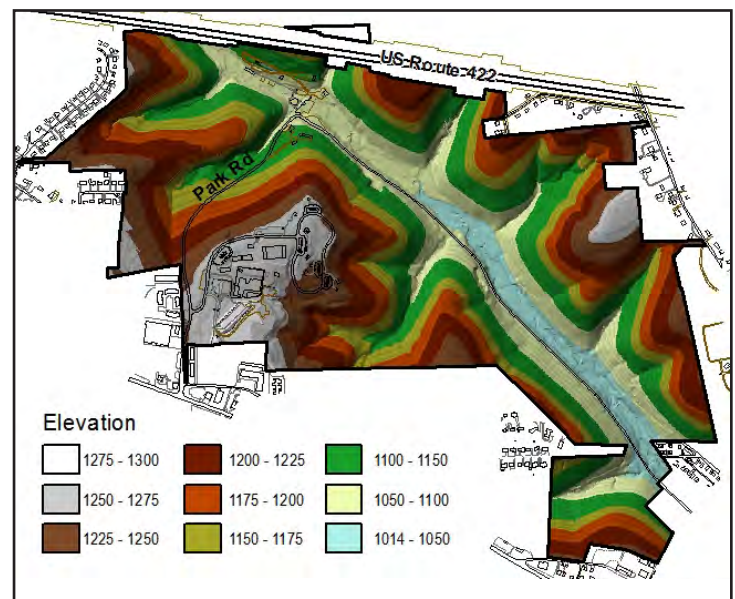 US Route 422
Park Rd
Elevation
1275 - 1300
1200 - 1225
1100 - 1150
1250 - 1275
1175 - 1200
1050 - 1100
1225 - 1250
1150 - 1175
1014 - 1050